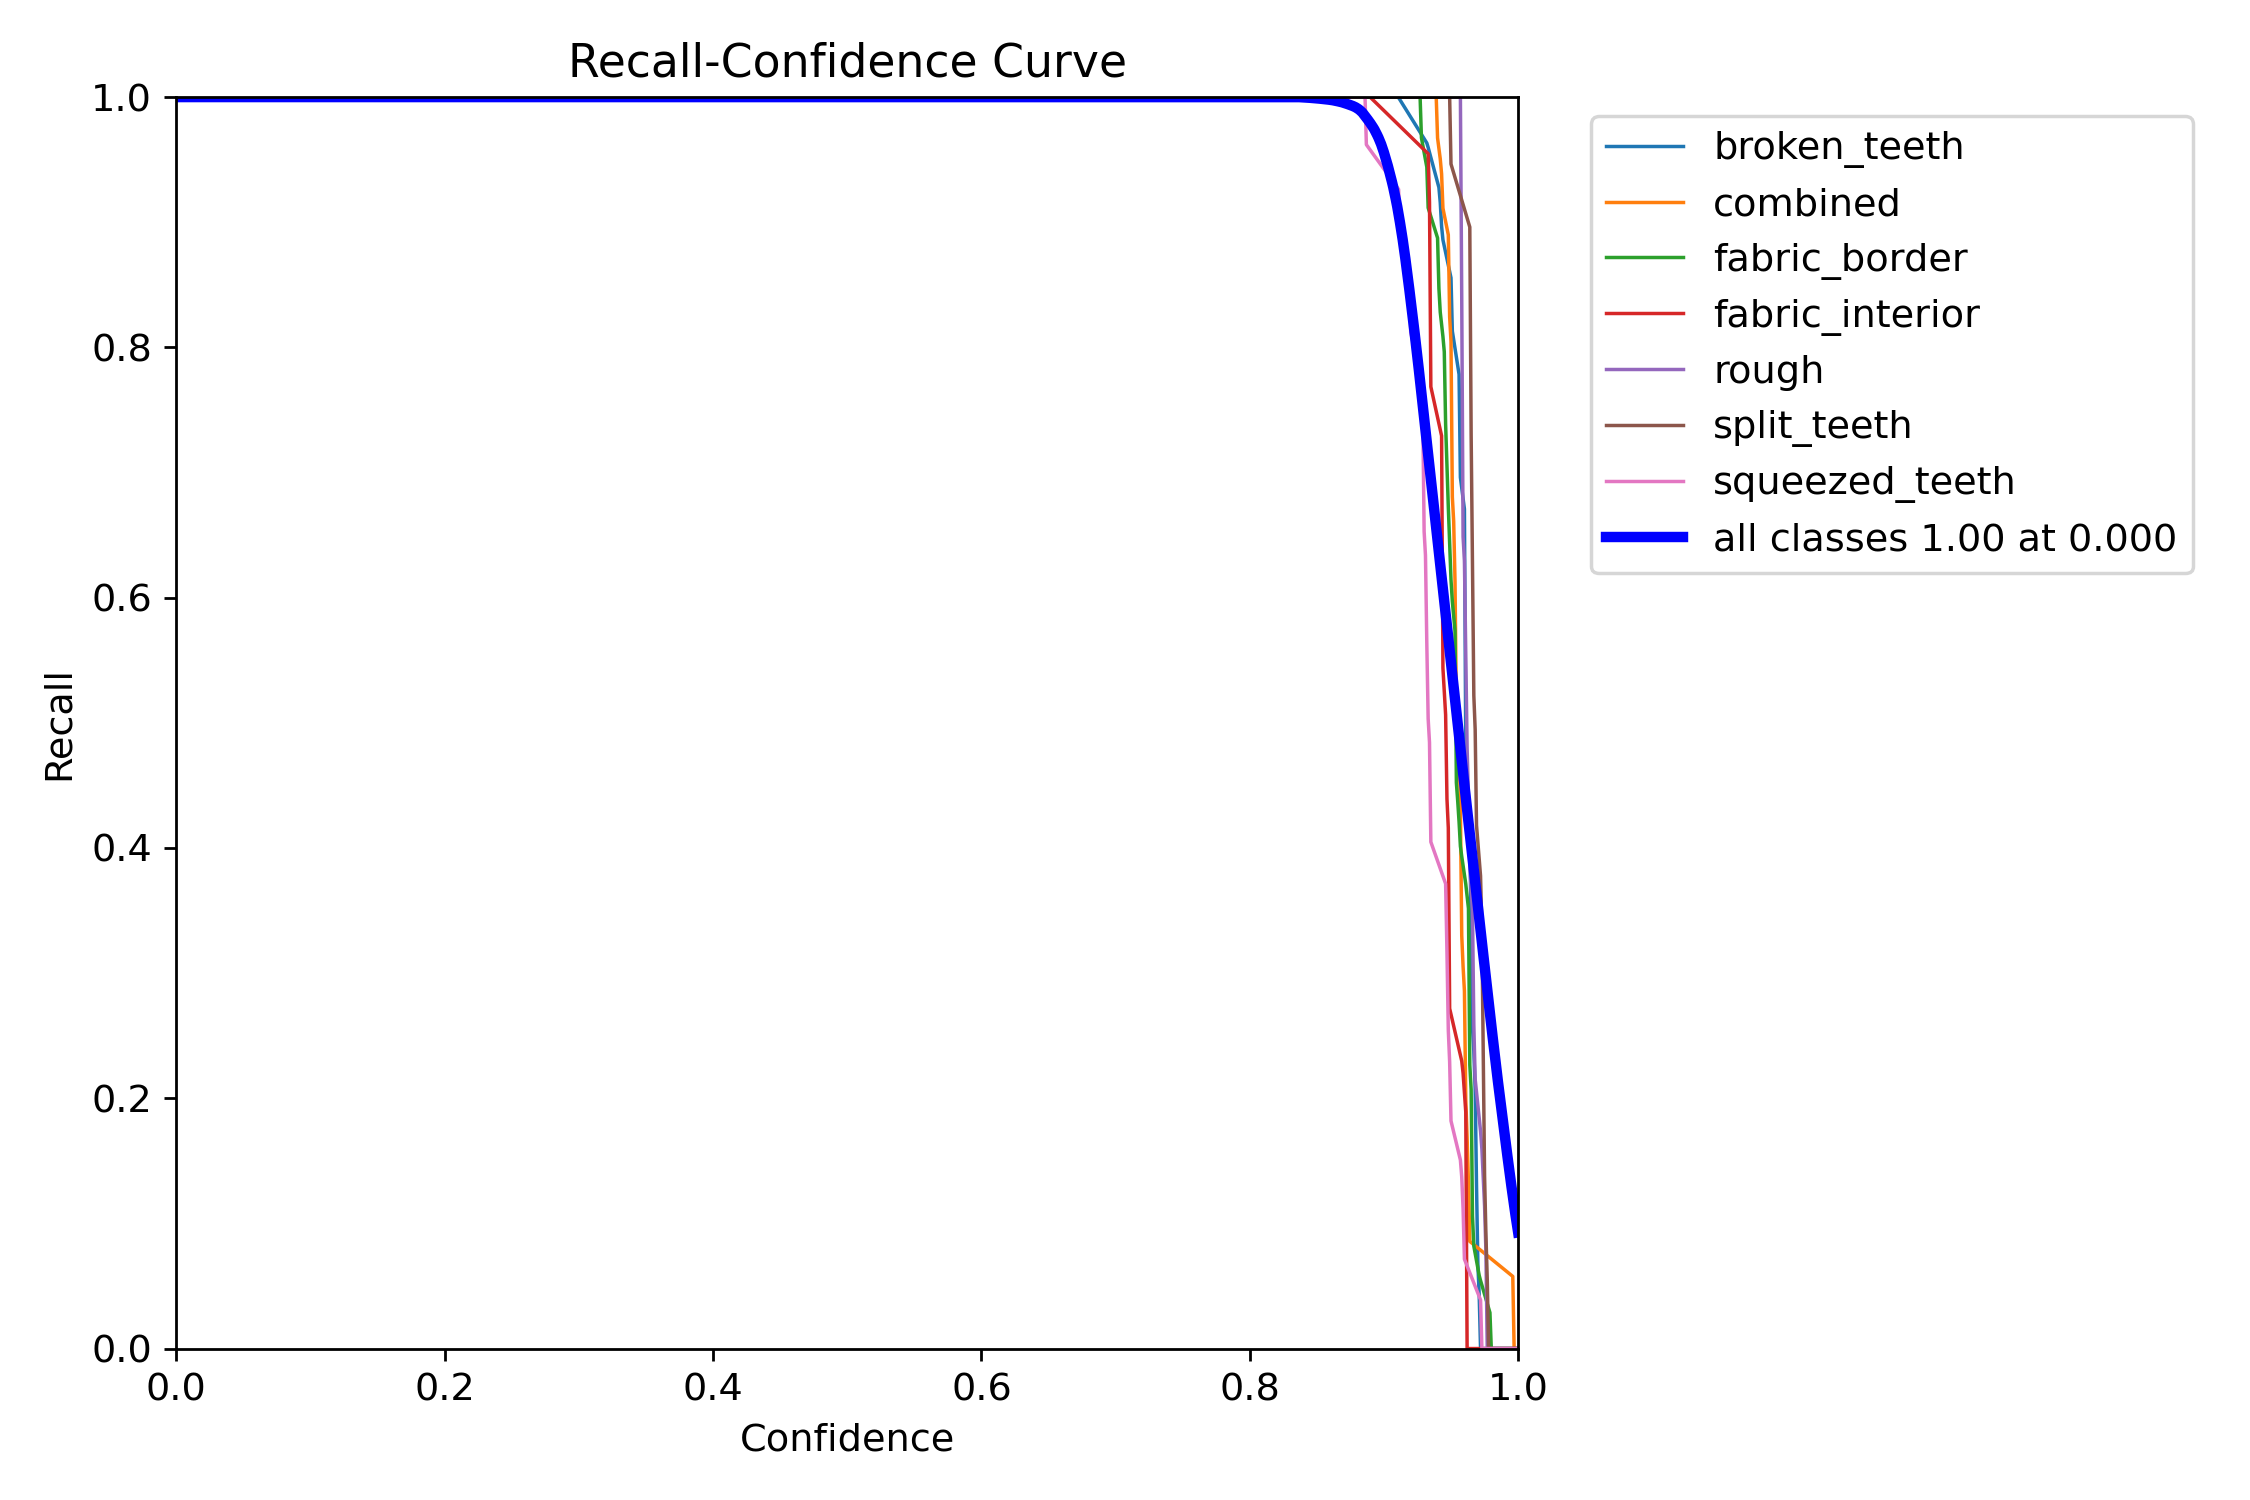 Recall-Confidence Curve
1.0
0.8
0.6
0.4
0.2
0.0
Recall
0.0 0.2 0.4 0.6 0.8 1.0
Confidence
broken_teeth
combined
fabric_border
fabric_interior
rough
split_teeth
squeezed_teeth
all classes 1.00 at 0.000